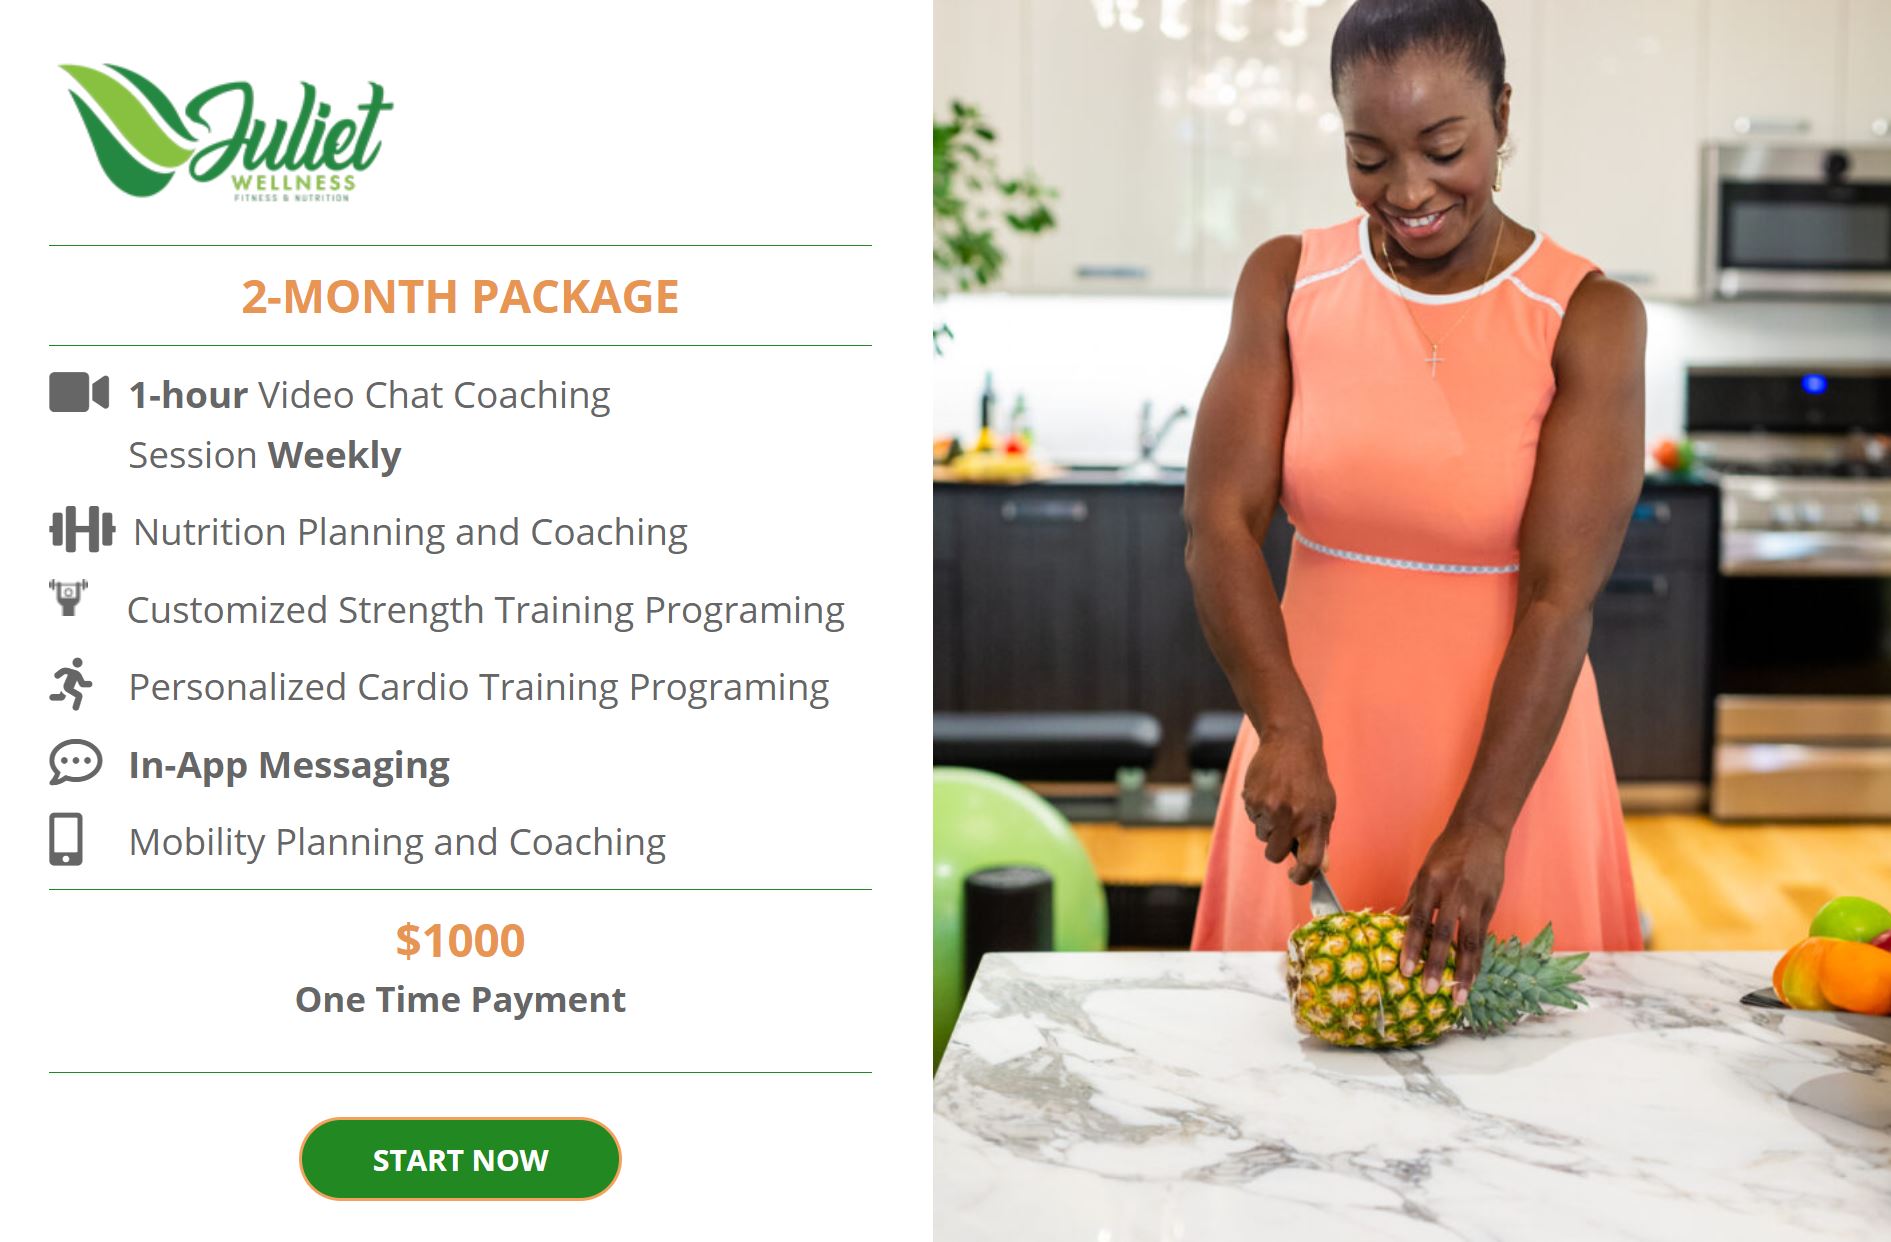 Juliet
WELLNESS
FITNESS & NUTRITION
2-MONTH PACKAGE
1-hour Video Chat Coaching
Session Weekly
Nutrition Planning and Coaching
Customized Strength Training Programing
Personalized Cardio Training Programing
In-App Messaging
Mobility Planning and Coaching
$1000
One Time Payment
START NOW